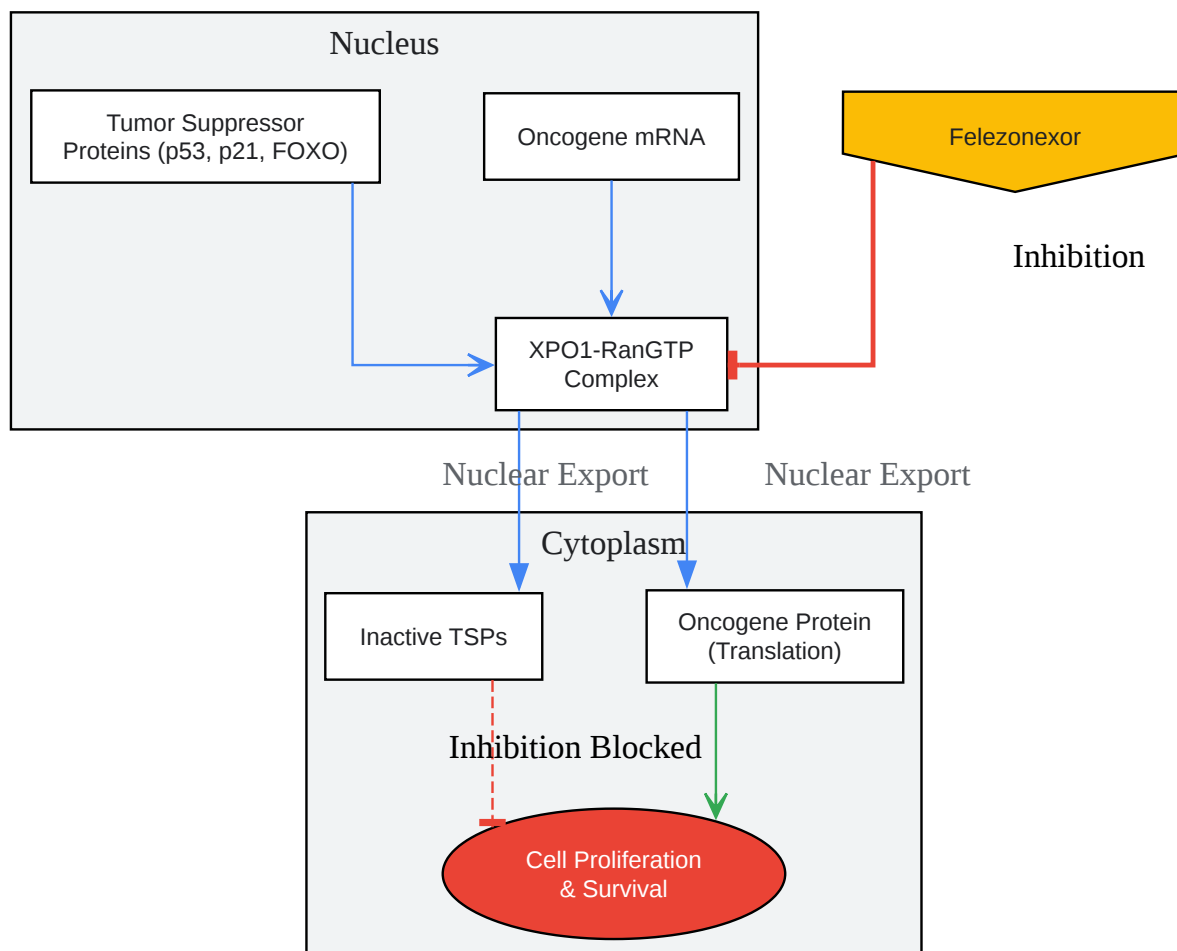 Nucleus
Tumor Suppressor
Proteins (p53, p21, FOXO)
Oncogene mRNA
Felezonexor
Inhibition
XPO1-RanGTP
Complex
Nuclear Export
Nuclear Export
Cytoplasm
Inactive TSPs
Oncogene Protein
(Translation)
Inhibition Blocked
Cell Proliferation
& Survival